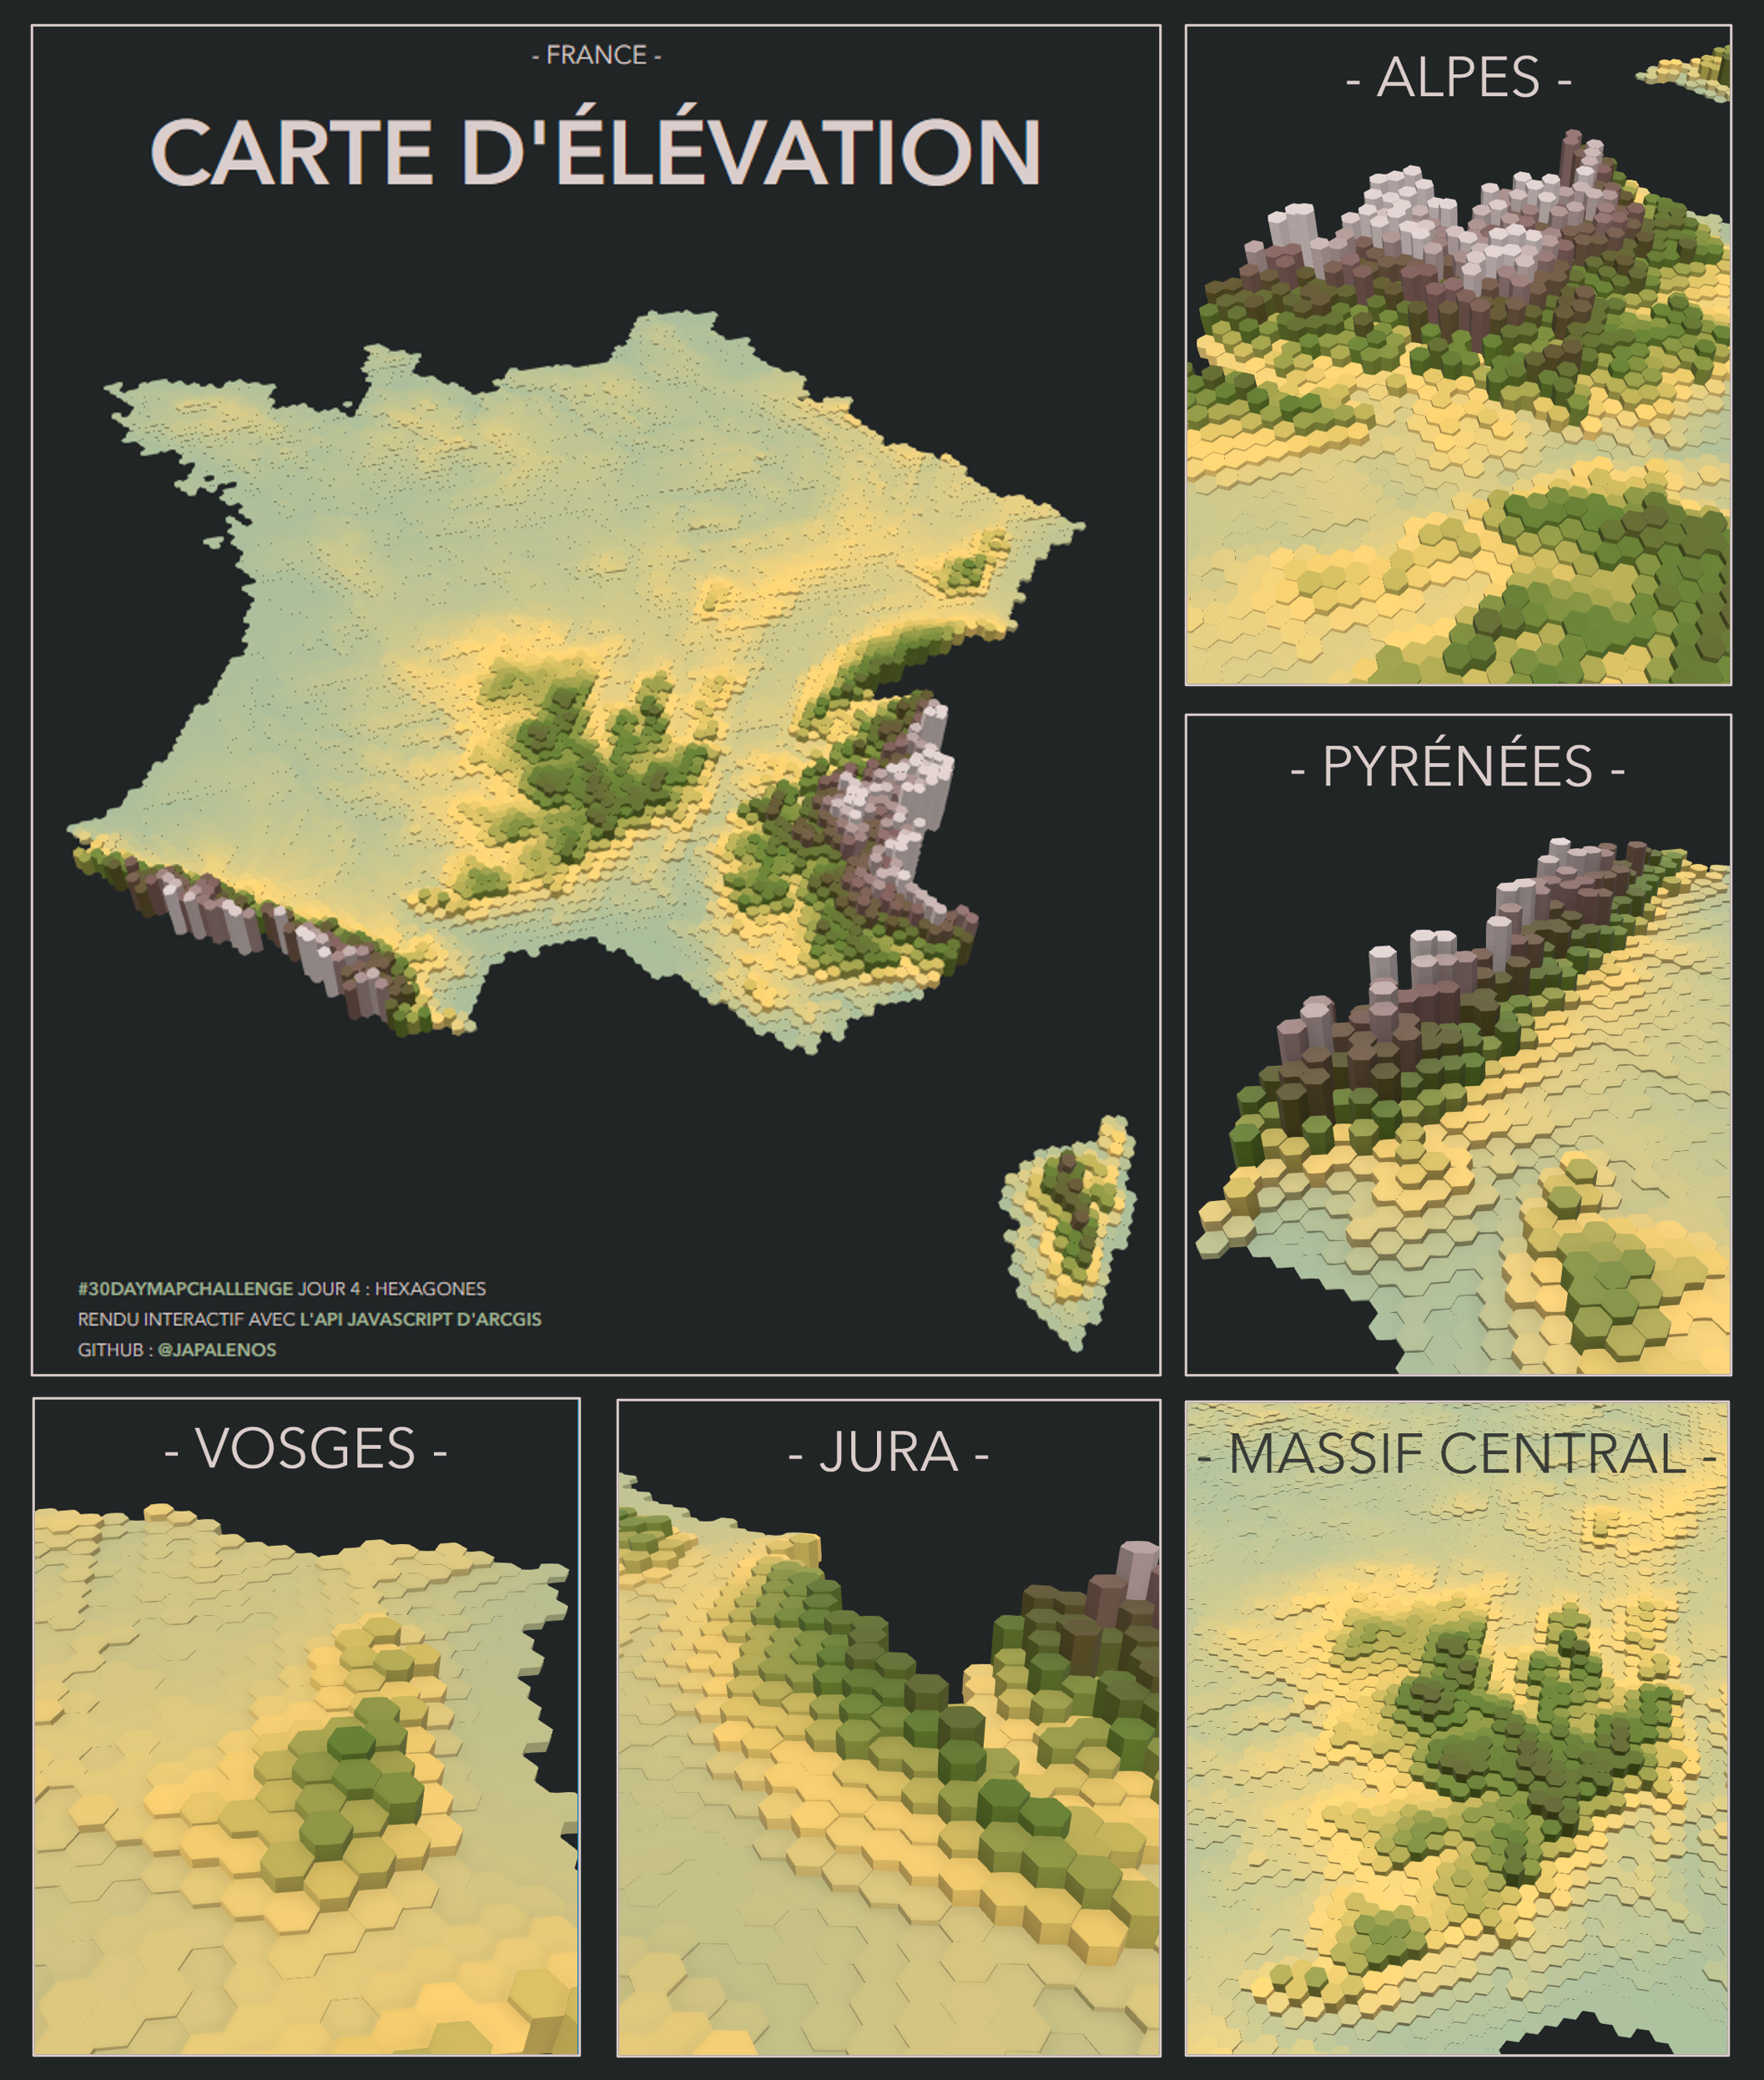 - FRANCE -
CARTE D'ÉLÉVATION
#30DAYMAPCHALLENGE JOUR 4 : HEXAGONES
RENDU INTERACTIF AVEC L'API JAVASCRIPT D'ARCGIS
GITHUB : @JAPALENOS
- ALPES -
- PYRÉNÉES -
- VOSGES -
- JURA -
- MASSIF CENTRAL -